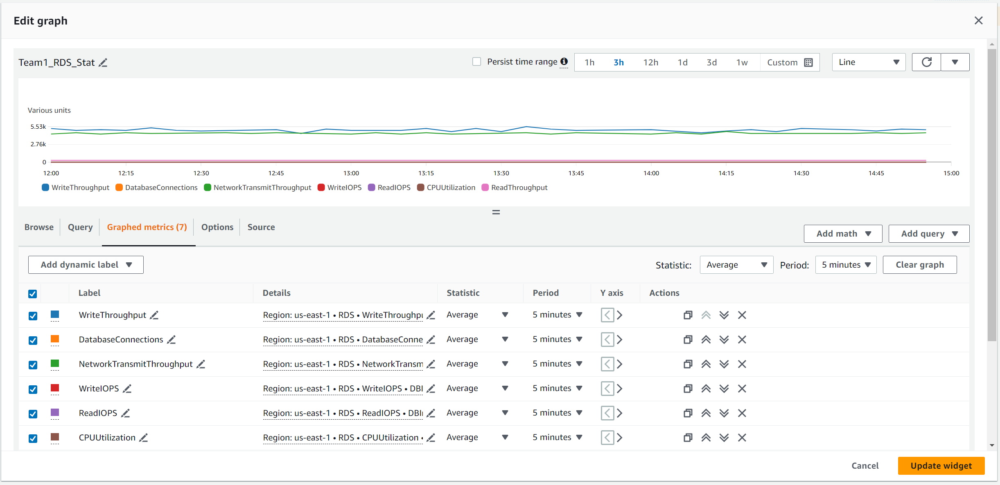 Edit graph
Team1_RDS_Stat
Persist time range 1h 3h 12h 1d 3d 1w Custom Line
Various units
5.53k
2.76k
0
12:00 12:15 12:30 12:45 13:00 13:15 13:30 13:45 14:00 14:15 14:30 14:45 15:00
WriteThroughput DatabaseConnections NetworkTransmitThroughput WriteIOPS ReadIOPS CPUUtilization ReadThroughput
Browse Query Graphed metrics (7) Options Source
Add math Add query
Add dynamic label Statistic: Average Period: 5 minutes Clear graph
Label Details Statistic Period Y axis Actions
WriteThroughput Region: us-east-1 • RDS • WriteThroughpu Average 5 minutes
DatabaseConnections Region: us-east-1 • RDS • DatabaseConne Average 5 minutes
NetworkTransmitThroughput Region: us-east-1 • RDS • NetworkTransm Average 5 minutes
WriteIOPS Region: us-east-1 • RDS • WriteIOPS • DBI Average 5 minutes
ReadIOPS Region: us-east-1 • RDS • ReadIOPS • DBIn Average 5 minutes
CPUUtilization Region: us-east-1 • RDS • CPUUtilization • Average 5 minutes
Cancel Update widget